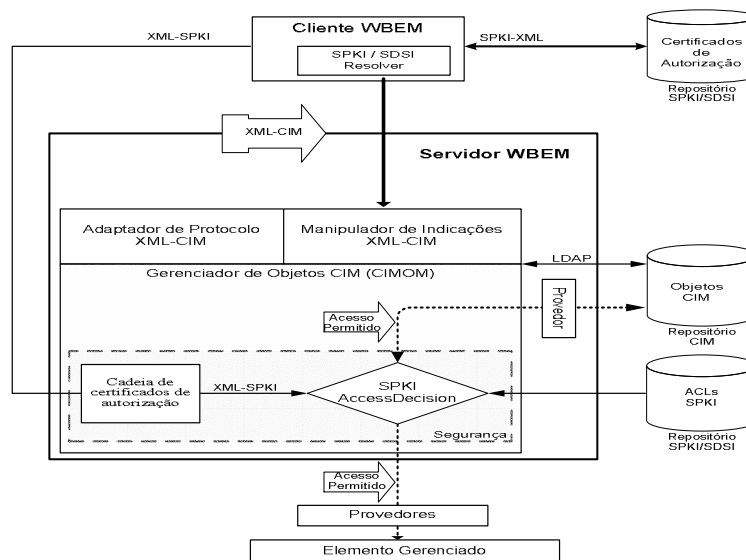 Cliente WBEM
XML-SPKI
SPKI / SDSI
Resolver
SPKI-XML
Certificados
de
Autorização
Repositório
SPKI/SDSI
XML-CIM
Servidor WBEM
Adaptador de Protocolo
XML-CIM
Manipulador de Indicações
XML-CIM
Gerenciador de Objetos CIM (CIMOM)
LDAP
Objetos
CIM
Repositório
CIM
Provedor
Acesso
Permitido
Cadeia de
certificados de
autorização
XML-SPKI
SPKI
AccessDecision
ACLs
SPKI
Repositório
SPKI/SDSI
Segurança
Acesso
Permitido
Provedores
Elemento Gerenciado